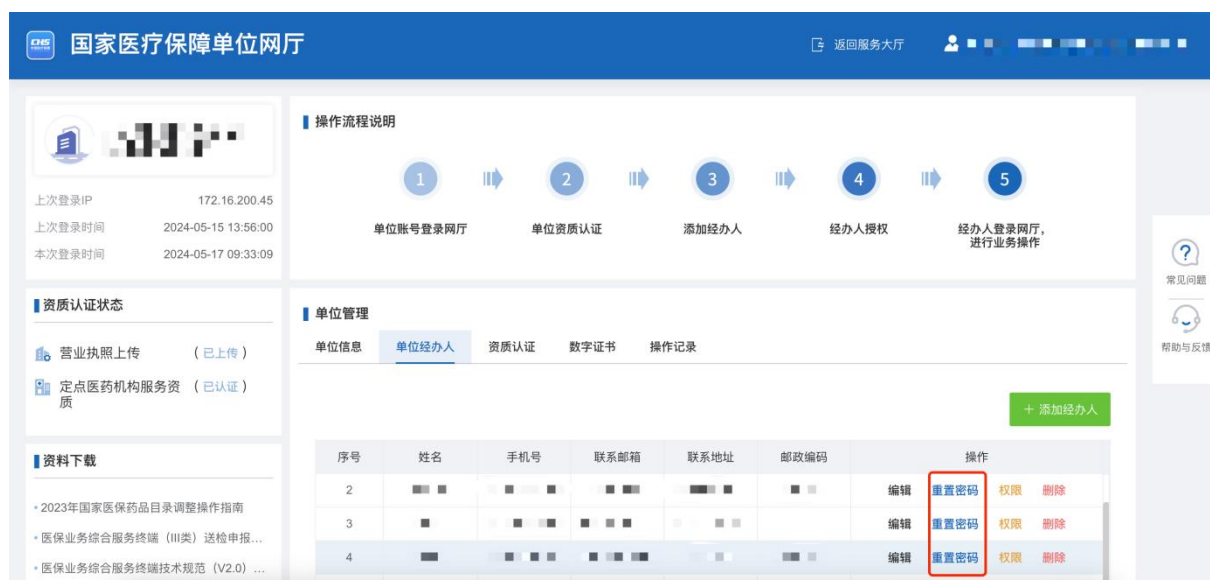 CHS
国家医疗保障单位网厅
返回服务大厅
上次登录IP 172.16.200.45
上次登录时间 2024-05-15 13:56:00
本次登录时间 2024-05-17 09:33:09
资质认证状态
营业执照上传 (已上传)
定点医药机构服务资 (已认证)
质
资料下载
2023年国家医保药品目录调整操作指南
医保业务综合服务终端（III类）送检申报...
医保业务综合服务终端技术规范（V2.0）...
操作流程说明
1 2 3 4 5
单位账号登录网厅 单位资质认证 添加经办人 经办人授权 经办人登录网厅，
进行业务操作
单位管理
单位信息 单位经办人 资质认证 数字证书 操作记录
+ 添加经办人
序号 姓名 手机号 联系邮箱 联系地址 邮政编码 操作
2 编辑 重置密码 权限 删除
3 编辑 重置密码 权限 删除
4 编辑 重置密码 权限 删除
常见问题
帮助与反馈